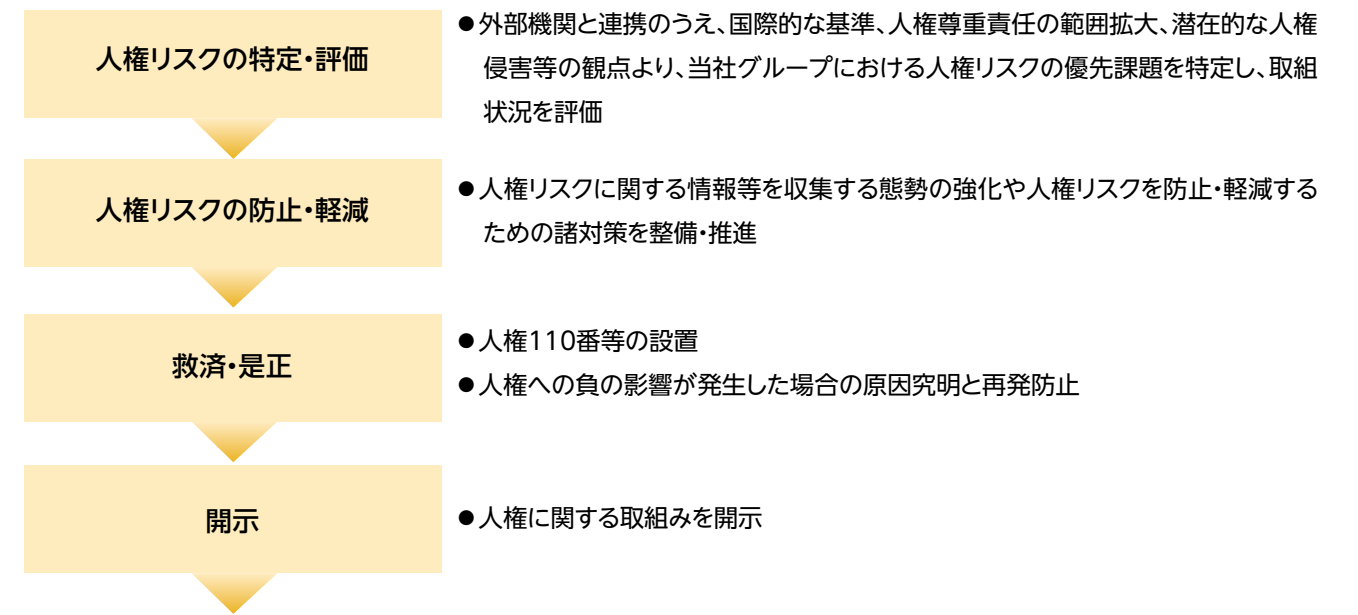 人権リスクの特定・評価
●外部機関と連携のうえ、国際的な基準、人権尊重責任の範囲拡大、潜在的な人権
侵害等の観点より、当社グループにおける人権リスクの優先課題を特定し、取組
状況を評価
人権リスクの防止・軽減
●人権リスクに関する情報等を収集する態勢の強化や人権リスクを防止・軽減する
ための諸対策を整備・推進
救済・是正
●人権110番等の設置
●人権への負の影響が発生した場合の原因究明と再発防止
開示
●人権に関する取組みを開示